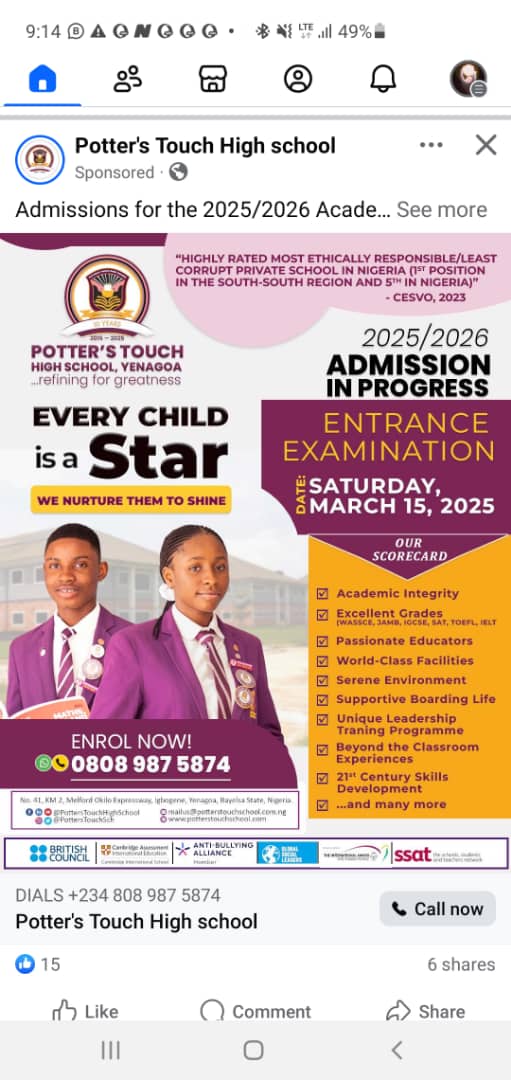 9:14
LTE
49%
Potter's Touch High school
Sponsored ·
Admissions for the 2025/2026 Acade... See more
"HIGHLY RATED MOST ETHICALLY RESPONSIBLE/LEAST
CORRUPT PRIVATE SCHOOL IN NIGERIA (1ST POSITION
IN THE SOUTH-SOUTH REGION AND 5TH IN NIGERIA)"
- CESVO, 2023
10 YEARS
2015 – 2025
POTTER'S TOUCH
HIGH SCHOOL, YENAGOA
...refining for greatness
2025/2026
ADMISSION
IN PROGRESS
EVERY CHILD
is a Star
WE NURTURE THEM TO SHINE
ENTRANCE
EXAMINATION
DATE:
SATURDAY,
MARCH 15, 2025
OUR
SCORECARD
Academic Integrity
Excellent Grades
(WASSCE, JAMB, IGCSE, SAT, TOEFL, IELT
Passionate Educators
World-Class Facilities
Serene Environment
Supportive Boarding Life
Unique Leadership
Traning Programme
Beyond the Classroom
Experiences
21st Century Skills
Development
...and many more
MATHS
ENROL NOW!
0808 987 5874
No. 41, KM 2, Melford Okilo Expressway, Igbogene, Yenagoa, Bayelsa State, Nigeria.
@PottersTouchHighSchool
mailus@potterstouchschool.com.ng
@PottersTouchSch
www.potterstouchschool.com
BRITISH
COUNCIL
Cambridge Assessment
International Education
Cambridge International School
ANTI-BULLYING
ALLIANCE
Member
GLOBAL
SOCIAL
LEADERS
ssat
the schools, students
and teachers network
DIALS +234 808 987 5874
Potter's Touch High school
Call now
15
6 shares
Like
Comment
Share